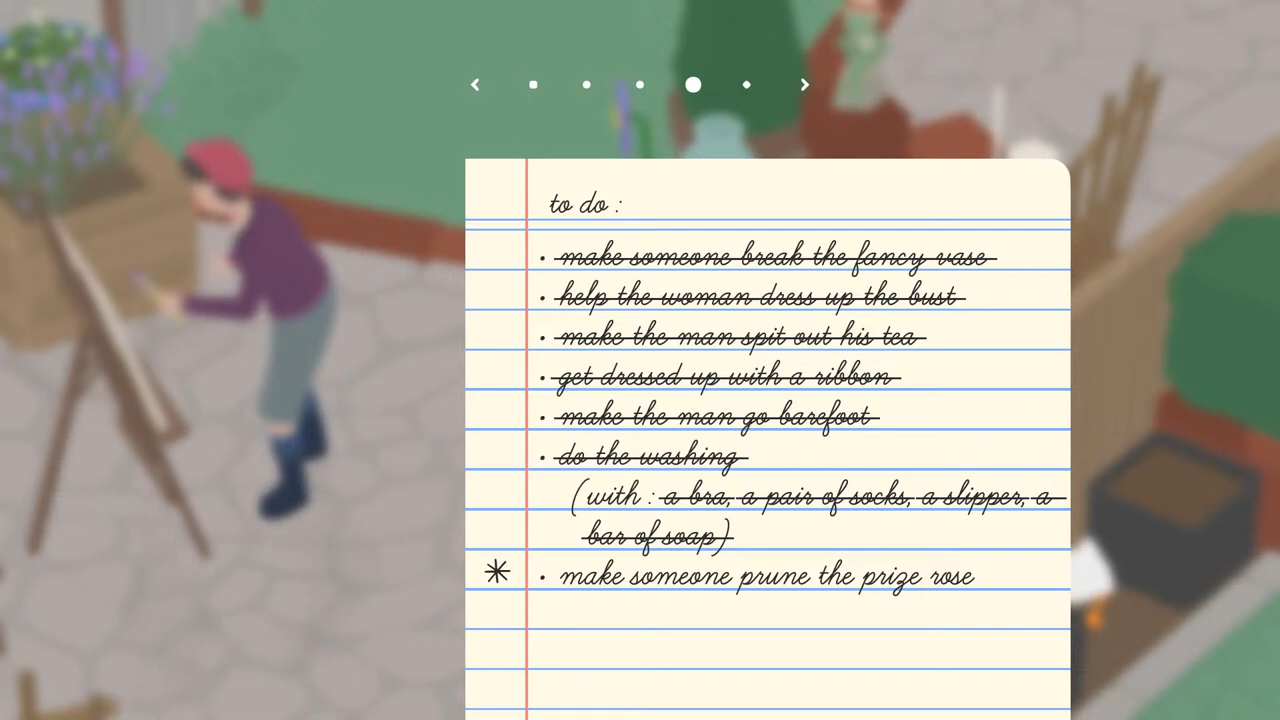 to do :
• make someone break the fancy vase
• help the woman dress up the bust
• make the man spit out his tea
• get dressed up with a ribbon
• make the man go barefoot
• do the washing
(with : a bra, a pair of socks, a slipper, a
bar of soap)
* • make someone prune the prize rose